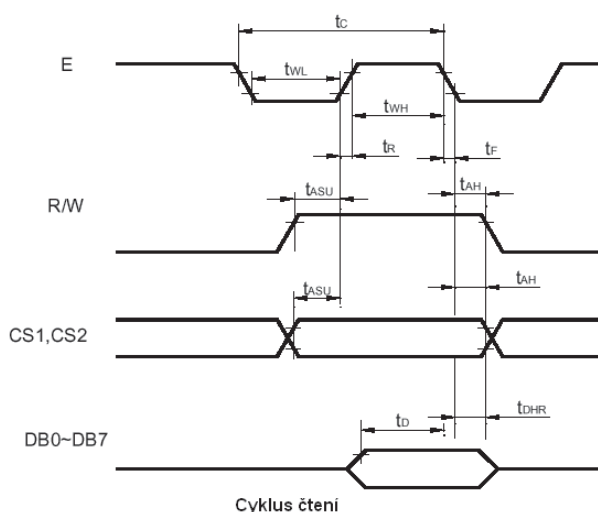 tC
E
tWL
tWH
tR
tF
tASU
tAH
R/W
tASU
tAH
CS1,CS2
tDHR
tD
DB0~DB7
Cyklus čtení